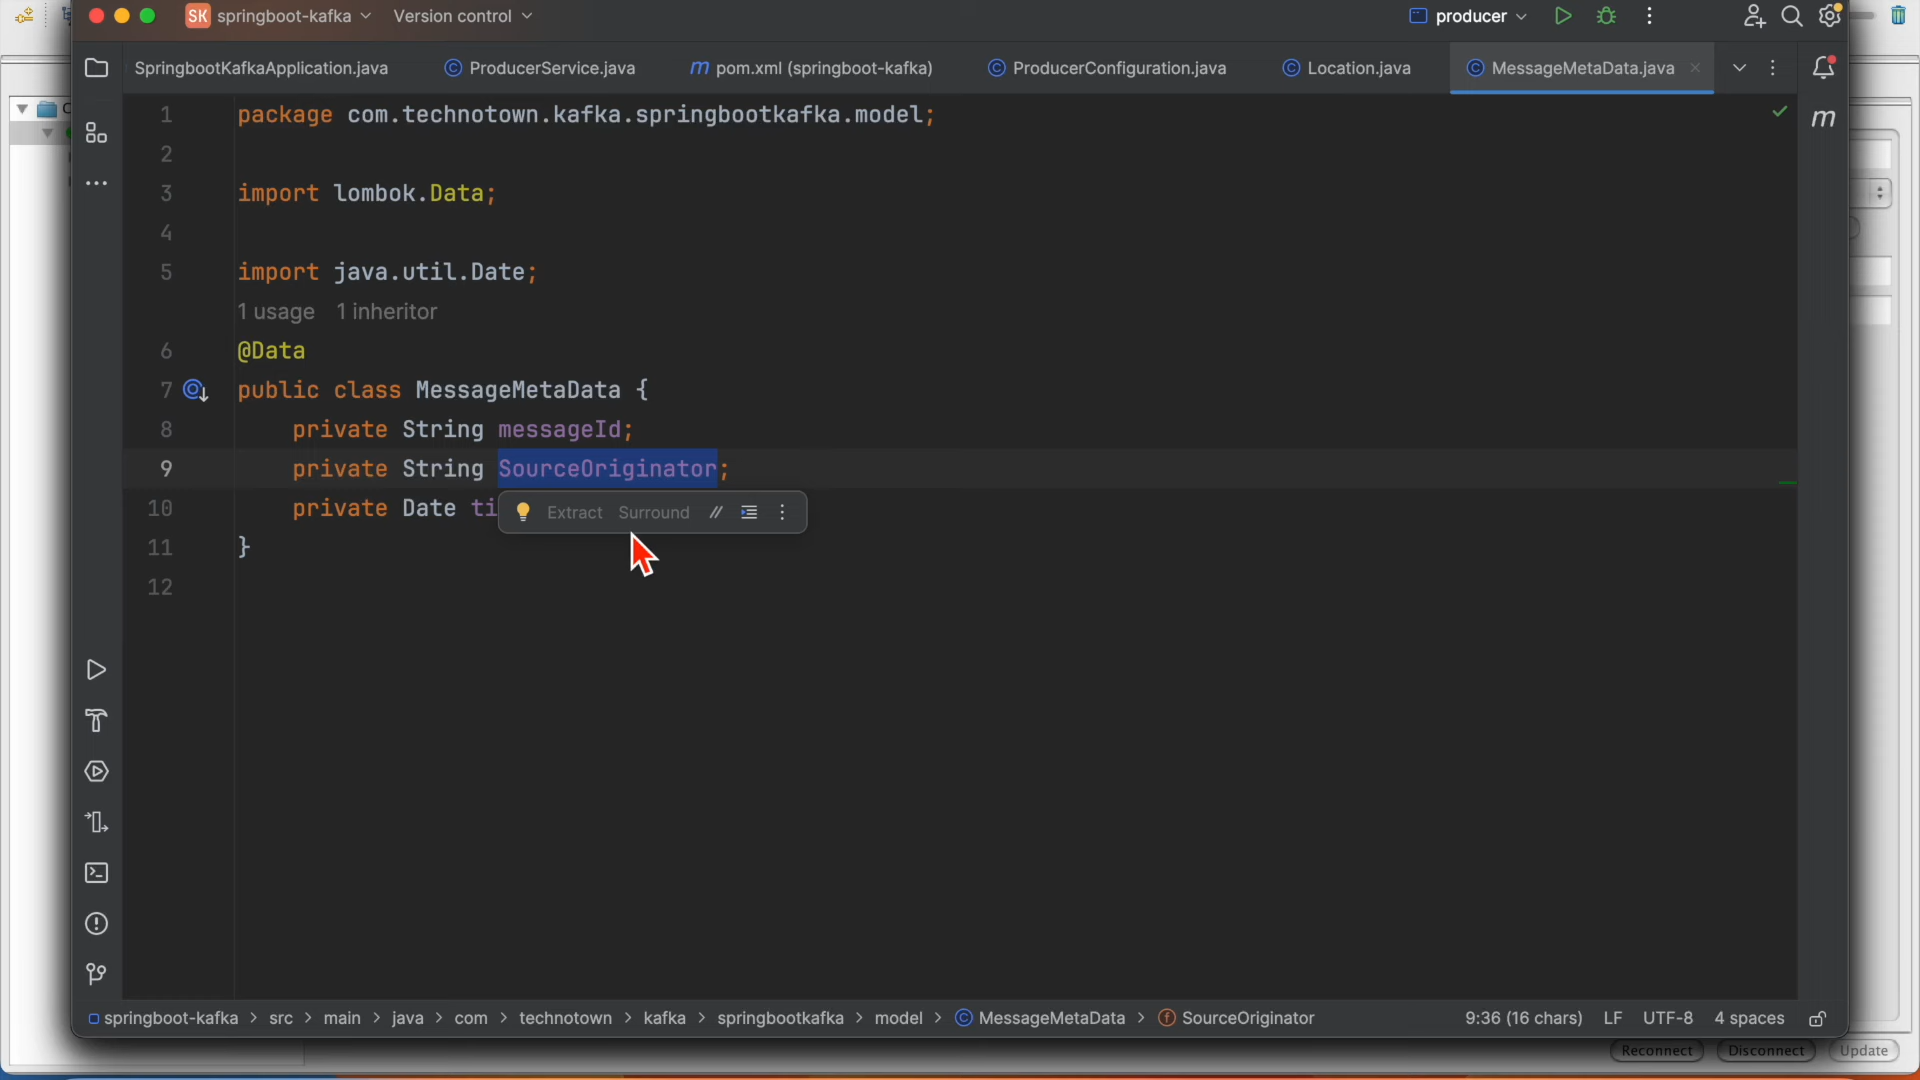 SK springboot-kafka Version control producer
SpringbootKafkaApplication.java ProducerService.java m pom.xml (springboot-kafka) ProducerConfiguration.java Location.java MessageMetaData.java
1 package com.technotown.kafka.springbootkafka.model;
2
3 import lombok.Data;
4
5 import java.util.Date;
1 usage 1 inheritor
6 @Data
7 public class MessageMetaData {
8 private String messageId;
9 private String SourceOriginator;
10 private Date ti
Extract Surround //
11 }
12
springboot-kafka > src > main > java > com > technotown > kafka > springbootkafka > model > MessageMetaData > SourceOriginator 9:36 (16 chars) LF UTF-8 4 spaces
Reconnect Disconnect Update